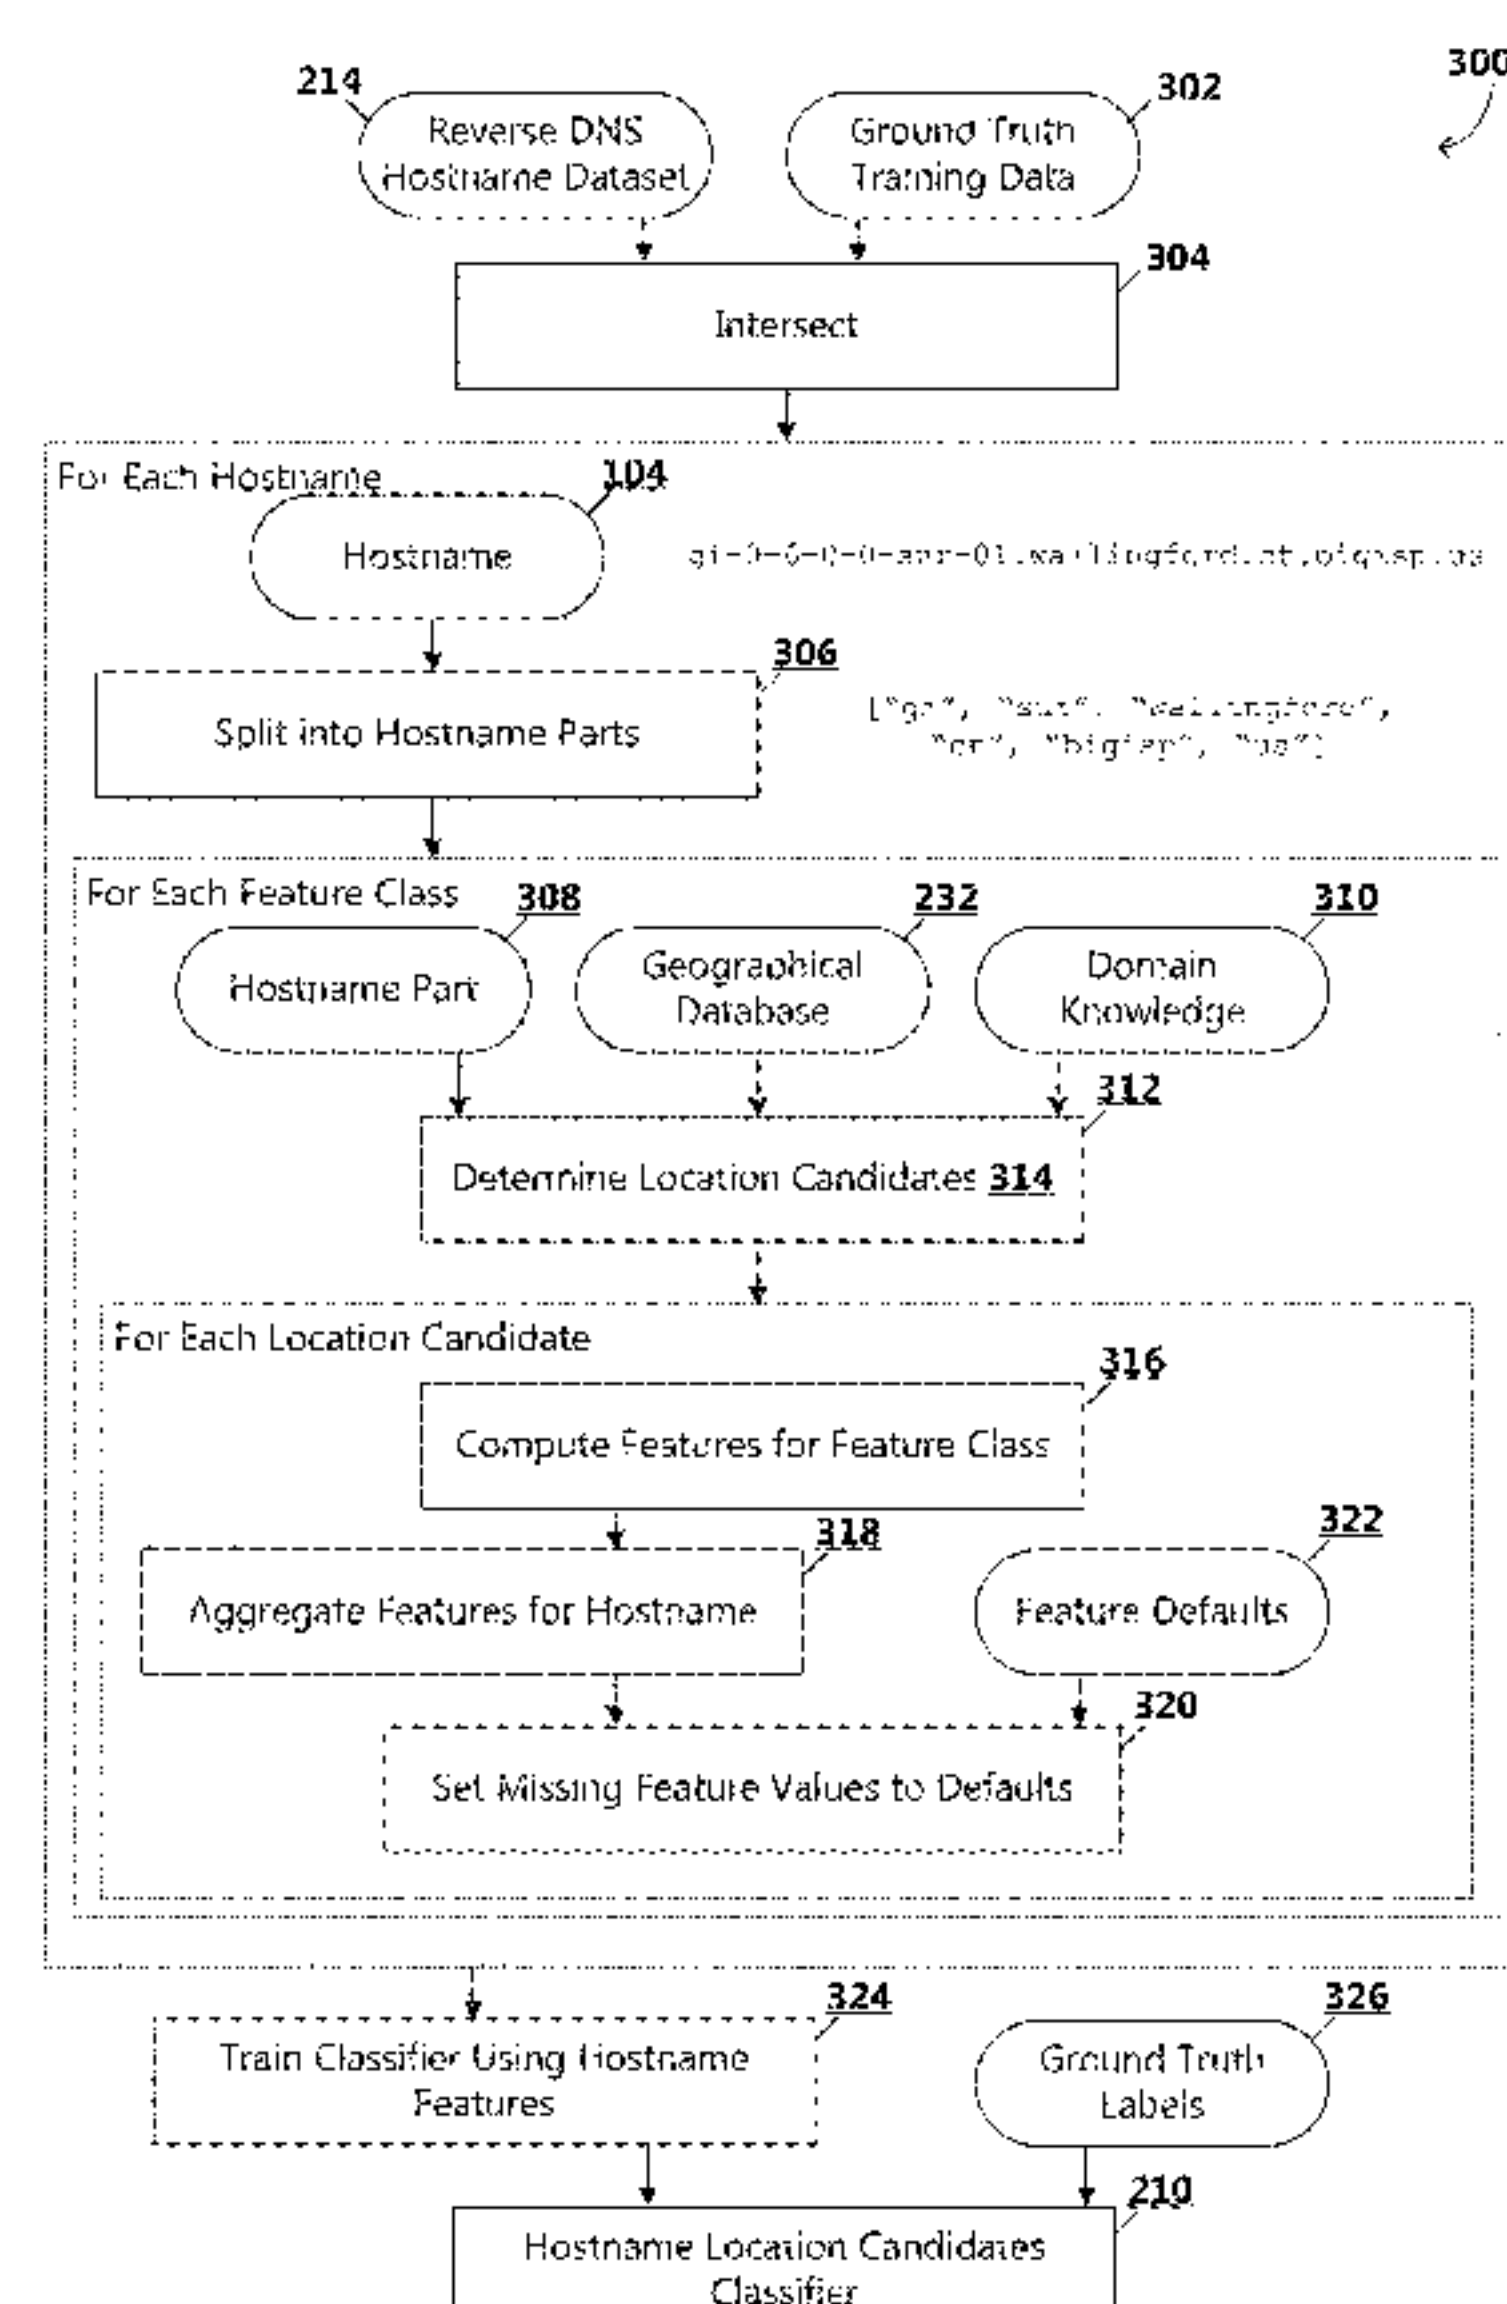 300
214
302
Reverse DNS
Hostname Dataset
Ground Truth
Training Data
304
Intersect
For Each Hostname
104
Hostname
306
Split into Hostname Parts
For Each Feature Class
308
232
310
Hostname Part
Geographical
Database
Domain
Knowledge
312
Determine Location Candidates 314
For Each Location Candidate
316
Compute Features for Feature Class
318
322
Aggregate Features for Hostname
Feature Defaults
320
Set Missing Feature Values to Defaults
324
326
Train Classifier Using Hostname
Features
Ground Truth
Labels
210
Hostname Location Candidates
Classifier